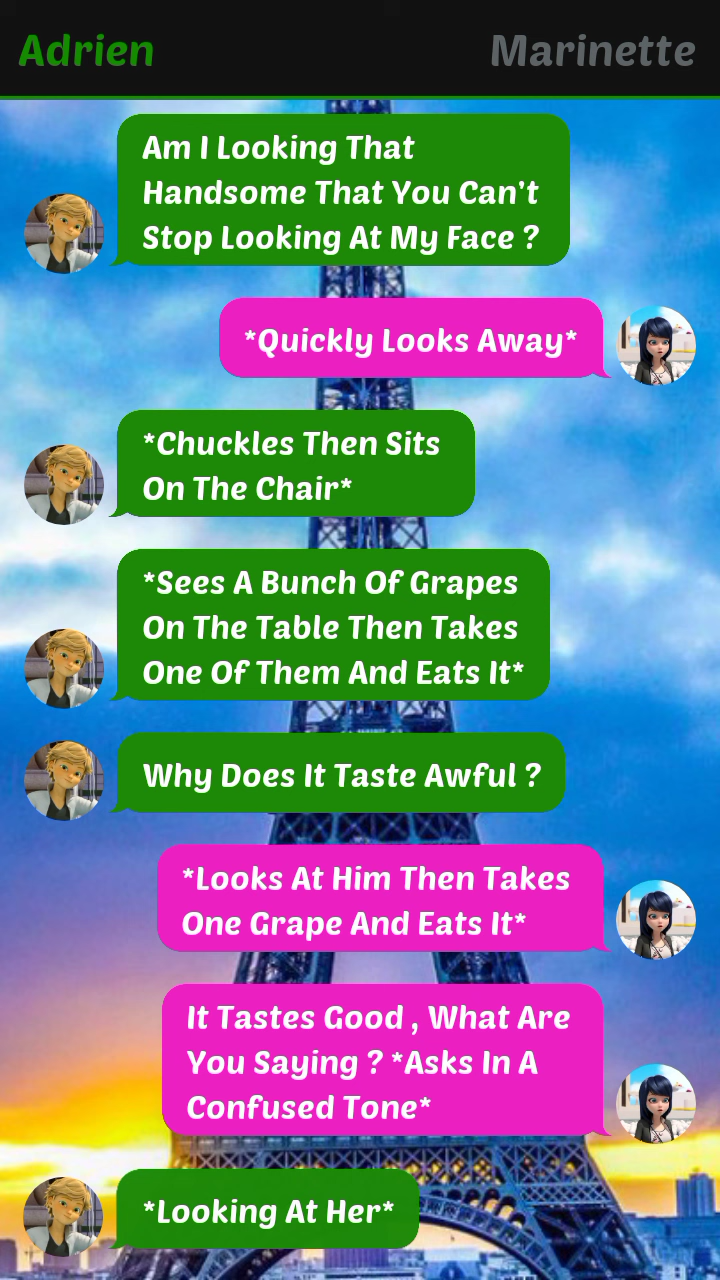 Adrien
Marinette
Am I Looking That
Handsome That You Can't
Stop Looking At My Face ?
*Quickly Looks Away*
*Chuckles Then Sits
On The Chair*
*Sees A Bunch Of Grapes
On The Table Then Takes
One Of Them And Eats It*
Why Does It Taste Awful ?
*Looks At Him Then Takes
One Grape And Eats It*
It Tastes Good , What Are
You Saying ? *Asks In A
Confused Tone*
*Looking At Her*